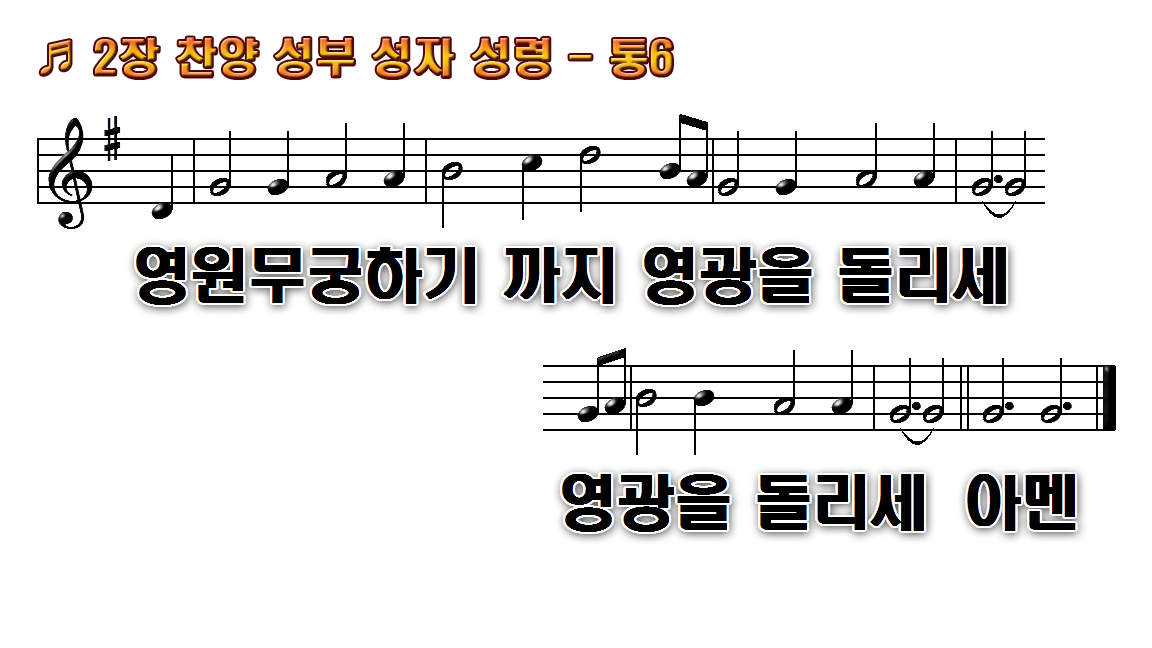 ♬ 2장 찬양 성부 성자 성령 - 통6
영원무궁하기 까지 영광을 돌리세
영광을 돌리세 아멘